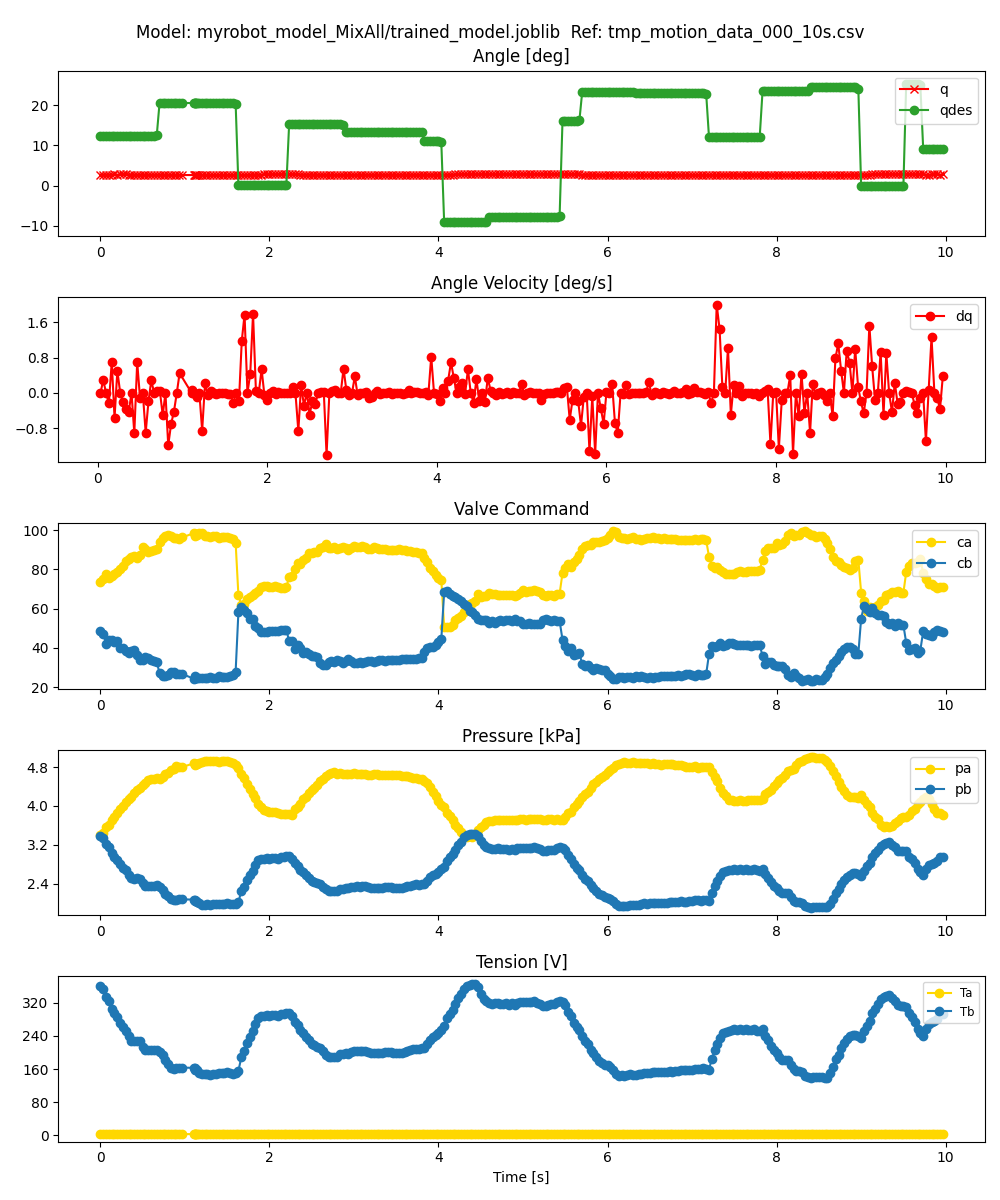 Model: myrobot_model_MixAll/trained_model.joblib  Ref: tmp_motion_data_000_10s.csv
Angle [deg]
q
qdes
20
10
0
−10
0 2 4 6 8 10
Angle Velocity [deg/s]
dq
1.6
0.8
0.0
−0.8
0 2 4 6 8 10
Valve Command
ca
cb
100
80
60
40
20
0 2 4 6 8 10
Pressure [kPa]
pa
pb
4.8
4.0
3.2
2.4
0 2 4 6 8 10
Tension [V]
Ta
Tb
320
240
160
80
0
0 2 4 6 8 10
Time [s]